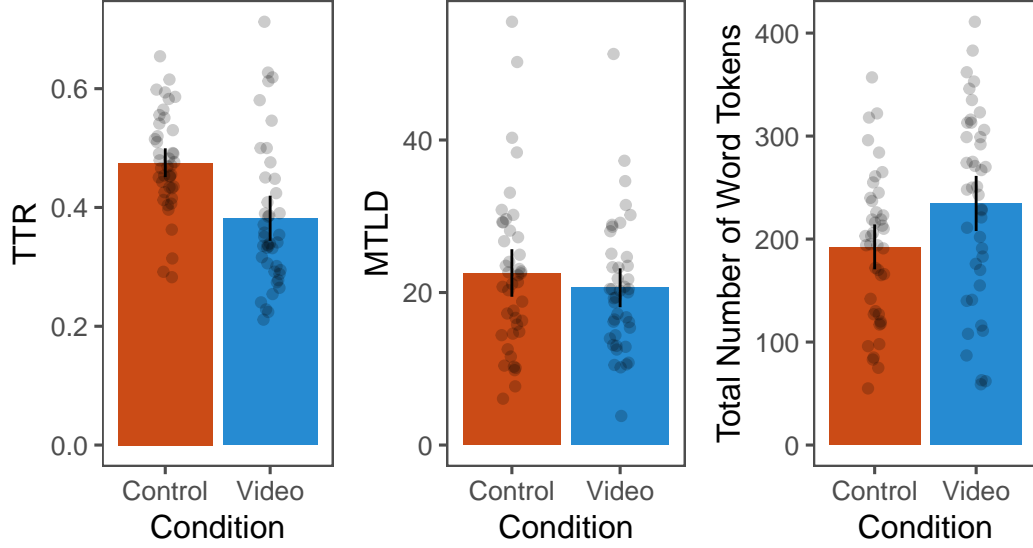 TTR
0.6
0.4
0.2
0.0
Control Video
Condition
MTLD
40
20
0
Control Video
Condition
Total Number of Word Tokens
400
300
200
100
0
Control Video
Condition